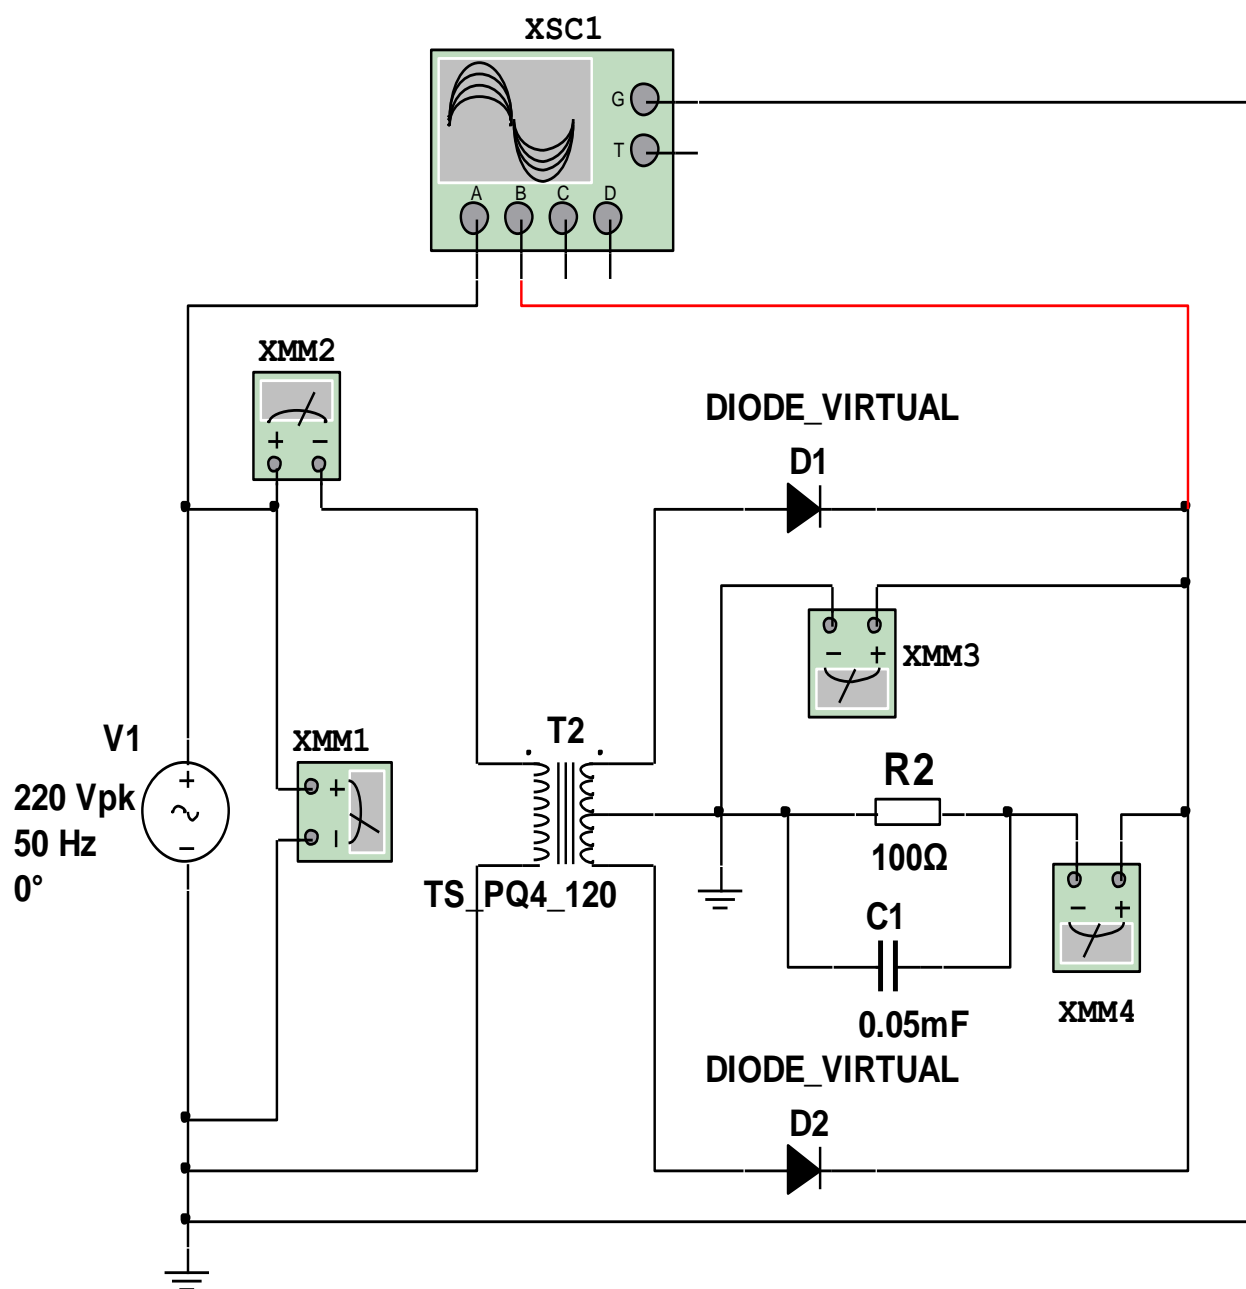 XSC1
G
T
A B C D
XMM2
+ −
DIODE_VIRTUAL
D1
− +
XMM3
V1
XMM1
T2
R2
220 Vpk
50 Hz
0°
+
−
+
−
100Ω
TS_PQ4_120
C1
− +
0.05mF
XMM4
DIODE_VIRTUAL
D2